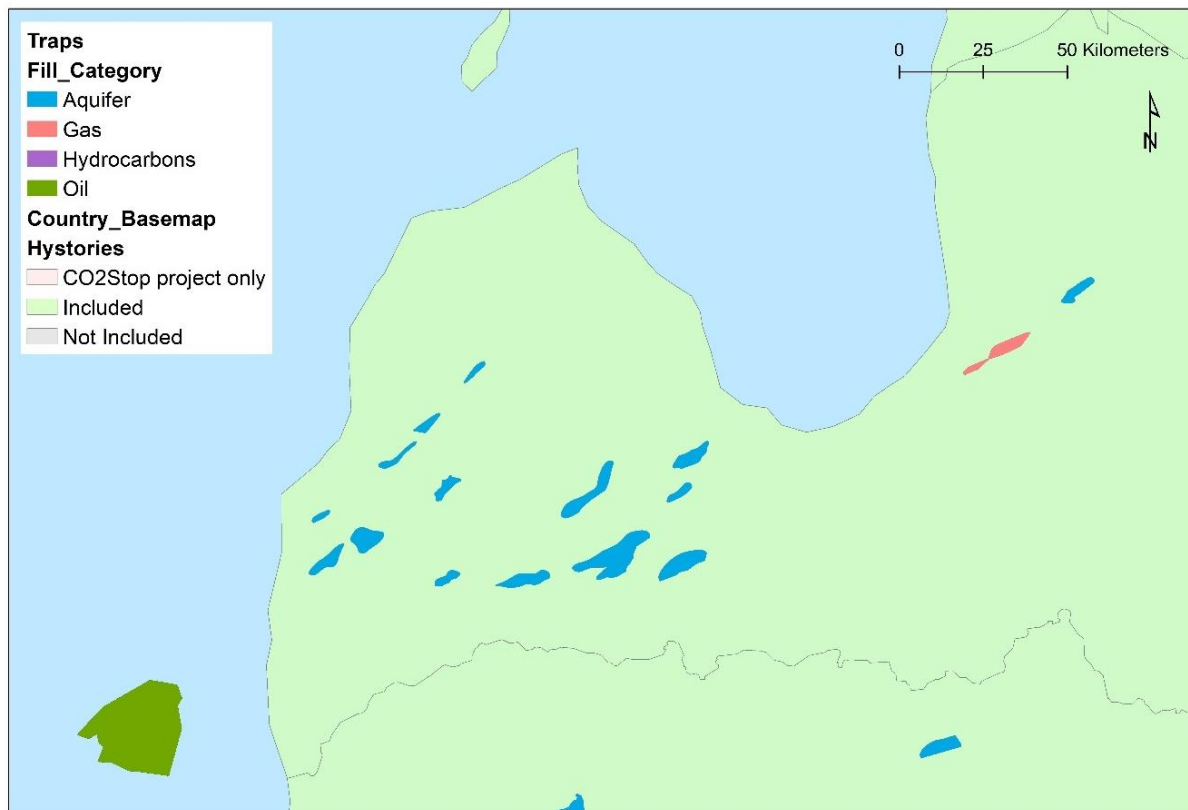 Traps
Fill_Category
Aquifer
Gas
Hydrocarbons
Oil
Country_Basemap
Hystories
CO2Stop project only
Included
Not Included
0 25 50 Kilometers
N